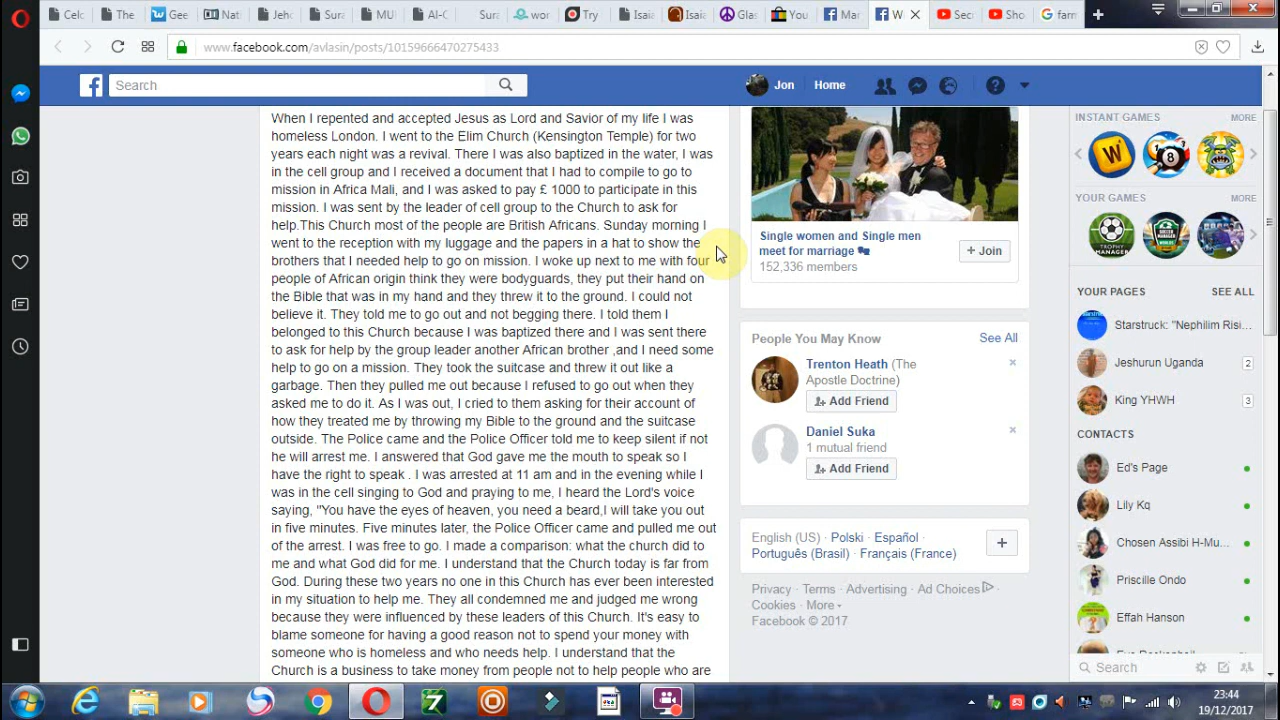 Celc
The
Gee
Nat
Jeh
Sura
MU
Al-C
Sura
wor
Try
Isaia
Isai
Glas
You
Mar
W
Sec
Sho
farm
www.facebook.com/avlasin/posts/10159666470275433
Search
Jon
Home
When I repented and accepted Jesus as Lord and Savior of my life I was
homeless London. I went to the Elim Church (Kensington Temple) for two
years each night was a revival. There I was also baptized in the water, I was
in the cell group and I received a document that I had to compile to go to
mission in Africa Mali, and I was asked to pay £ 1000 to participate in this
mission. I was sent by the leader of cell group to the Church to ask for
help.This Church most of the people are British Africans. Sunday morning I
went to the reception with my luggage and the papers in a hat to show the
brothers that I needed help to go on mission. I woke up next to me with four
people of African origin think they were bodyguards, they put their hand on
the Bible that was in my hand and they threw it to the ground. I could not
believe it. They told me to go out and not begging there. I told them I
belonged to this Church because I was baptized there and I was sent there
to ask for help by the group leader another African brother ,and I need some
help to go on a mission. They took the suitcase and threw it out like a
garbage. Then they pulled me out because I refused to go out when they
asked me to do it. As I was out, I cried to them asking for their account of
how they treated me by throwing my Bible to the ground and the suitcase
outside. The Police came and the Police Officer told me to keep silent if not
he will arrest me. I answered that God gave me the mouth to speak so I
have the right to speak . I was arrested at 11 am and in the evening while I
was in the cell singing to God and praying to me, I heard the Lord's voice
saying, "You have the eyes of heaven, you need a beard,I will take you out
in five minutes. Five minutes later, the Police Officer came and pulled me out
of the arrest. I was free to go. I made a comparison: what the church did to
me and what God did for me. I understand that the Church today is far from
God. During these two years no one in this Church has ever been interested
in my situation to help me. They all condemned me and judged me wrong
because they were influenced by these leaders of this Church. It's easy to
blame someone for having a good reason not to spend your money with
someone who is homeless and who needs help. I understand that the
Church is a business to take money from people not to help people who are
Single women and Single men
meet for marriage
152,336 members
+ Join
People You May Know
See All
Trenton Heath (The
Apostle Doctrine)
Add Friend
Daniel Suka
1 mutual friend
Add Friend
English (US) · Polski · Español ·
Português (Brasil) · Français (France)
Privacy · Terms · Advertising · Ad Choices ·
Cookies · More
Facebook © 2017
INSTANT GAMES
MORE
YOUR GAMES
MORE
TROPHY
MANAGER
YOUR PAGES
SEE ALL
Starstruck: "Nephilim Risi...
Jeshurun Uganda
2
King YHWH
3
CONTACTS
Ed's Page
Lily Kq
Chosen Assibi H-Mu...
Priscille Ondo
Effah Hanson
Search
23:44
19/12/2017